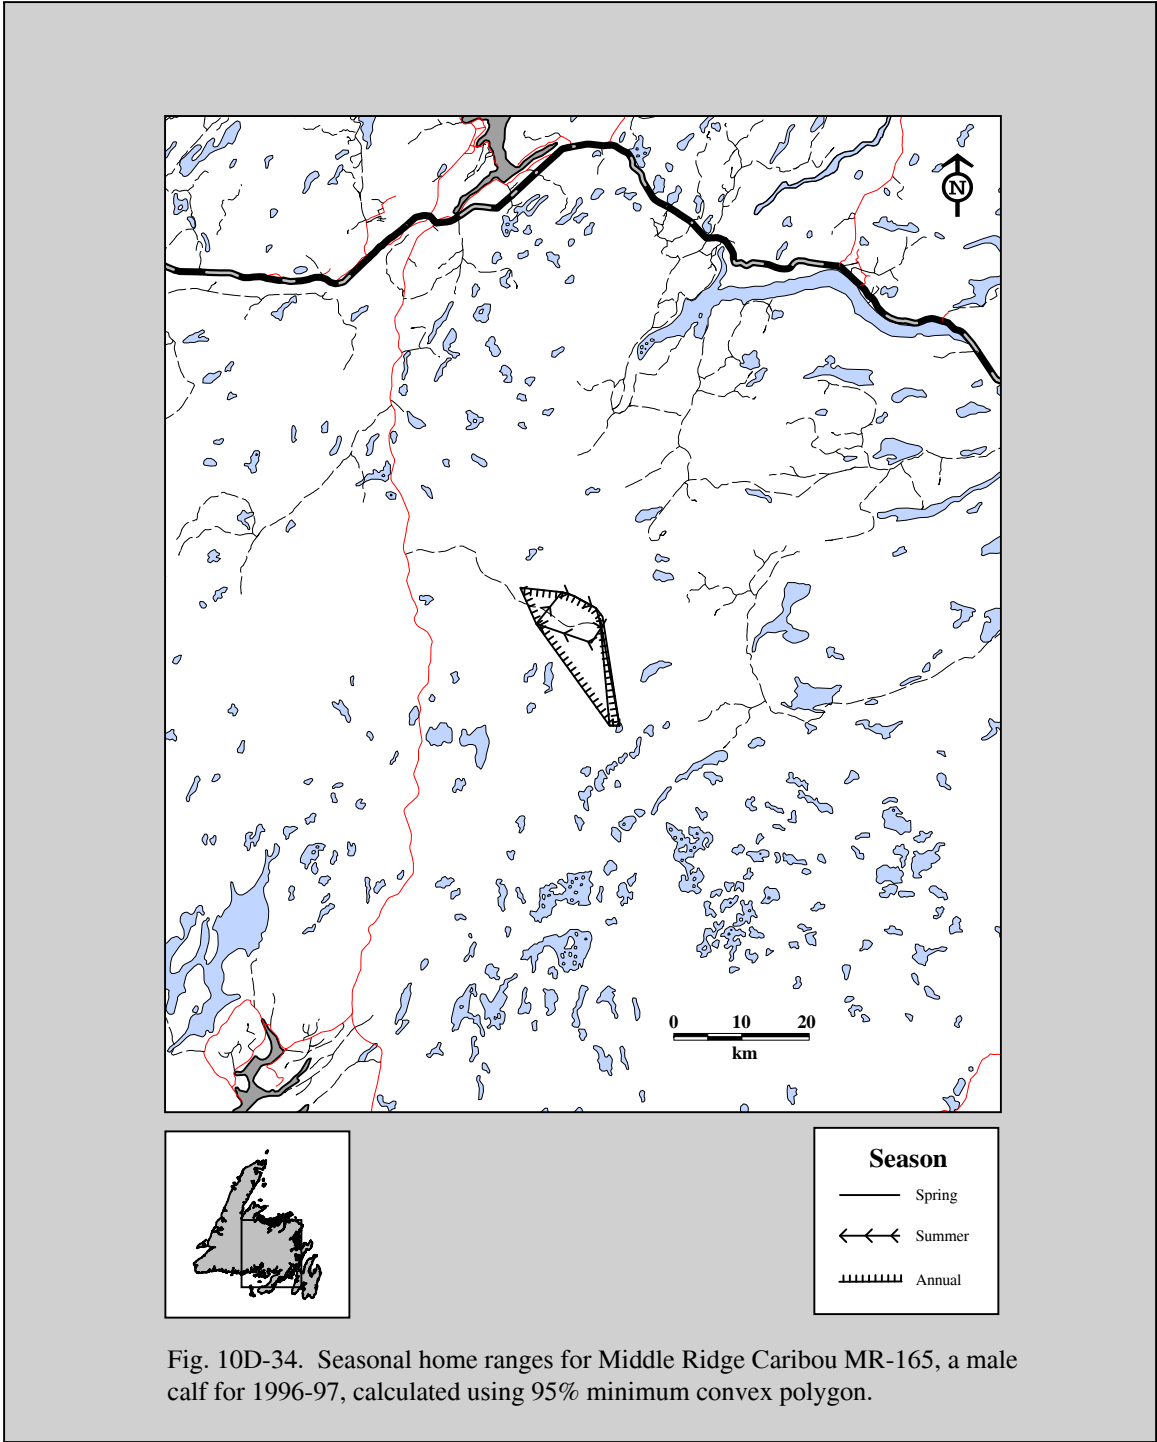 N
0 10 20
km
Season
Spring
Summer
Annual
Fig. 10D-34. Seasonal home ranges for Middle Ridge Caribou MR-165, a male
calf for 1996-97, calculated using 95% minimum convex polygon.